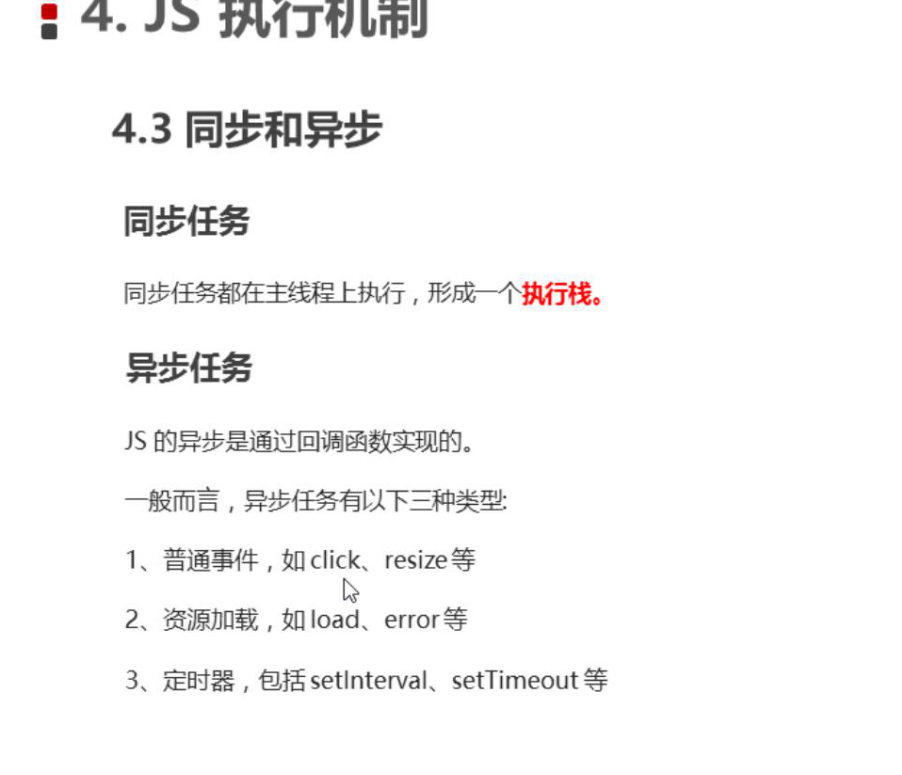 4. JS 执行机制
4.3 同步和异步
同步任务
同步任务都在主线程上执行，形成一个执行栈。
异步任务
JS 的异步是通过回调函数实现的。
一般而言，异步任务有以下三种类型:
1、普通事件，如 click、resize 等
2、资源加载，如 load、error 等
3、定时器，包括 setInterval、setTimeout 等